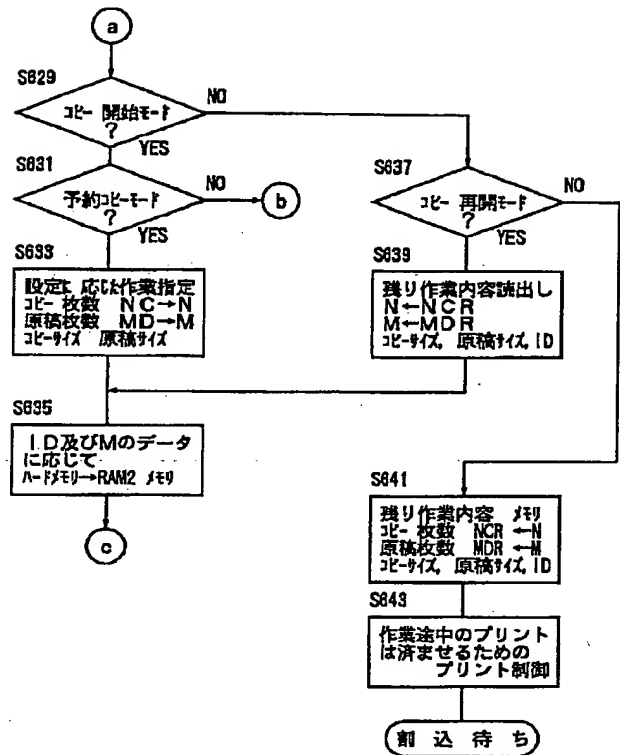 a
S629
コピー 開始モード
?
NO
YES
S631
予約コピーモード
?
NO
b
YES
S633
設定に応じた作業指定
コピー 枚数 NC→N
原稿枚数 MD→M
コピーサイズ 原稿サイズ
S635
ID及びMのデータ
に応じて
ハードメモリ→RAM2 メモリ
c
S637
コピー 再開モード
?
NO
YES
S639
残り作業内容読出し
N←NCR
M←MDR
コピーサイズ, 原稿サイズ, ID
S641
残り作業内容 メモリ
コピー 枚数 NCR ←N
原稿枚数 MDR ←M
コピーサイズ, 原稿サイズ, ID
S643
作業途中のプリント
は済ませるための
プリント制御
割 込 待 ち